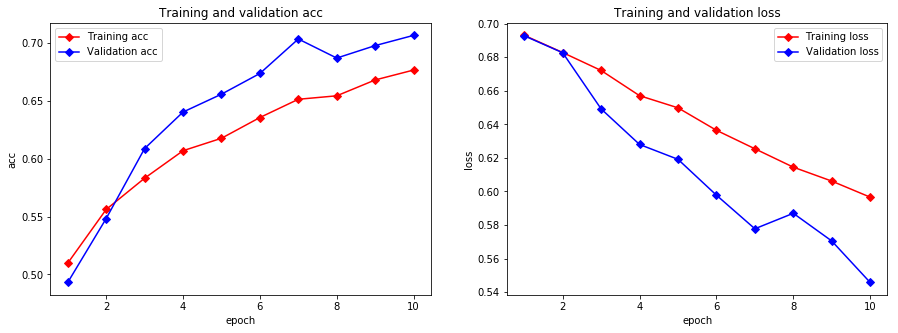 Training and validation acc
Training acc
Validation acc
0.70
0.65
0.60
0.55
0.50
acc
2
4
6
8
10
epoch
Training and validation loss
Training loss
Validation loss
0.70
0.68
0.66
0.64
0.62
0.60
0.58
0.56
0.54
loss
2
4
6
8
10
epoch